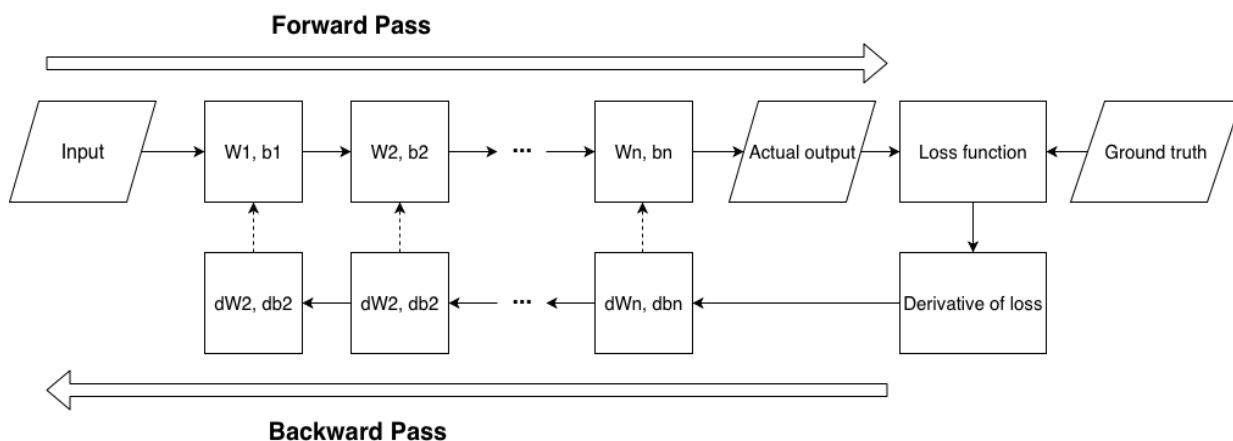 Forward Pass
Input
W1, b1
W2, b2
...
Wn, bn
Actual output
Loss function
Ground truth
dW2, db2
dW2, db2
...
dWn, dbn
Derivative of loss
Backward Pass